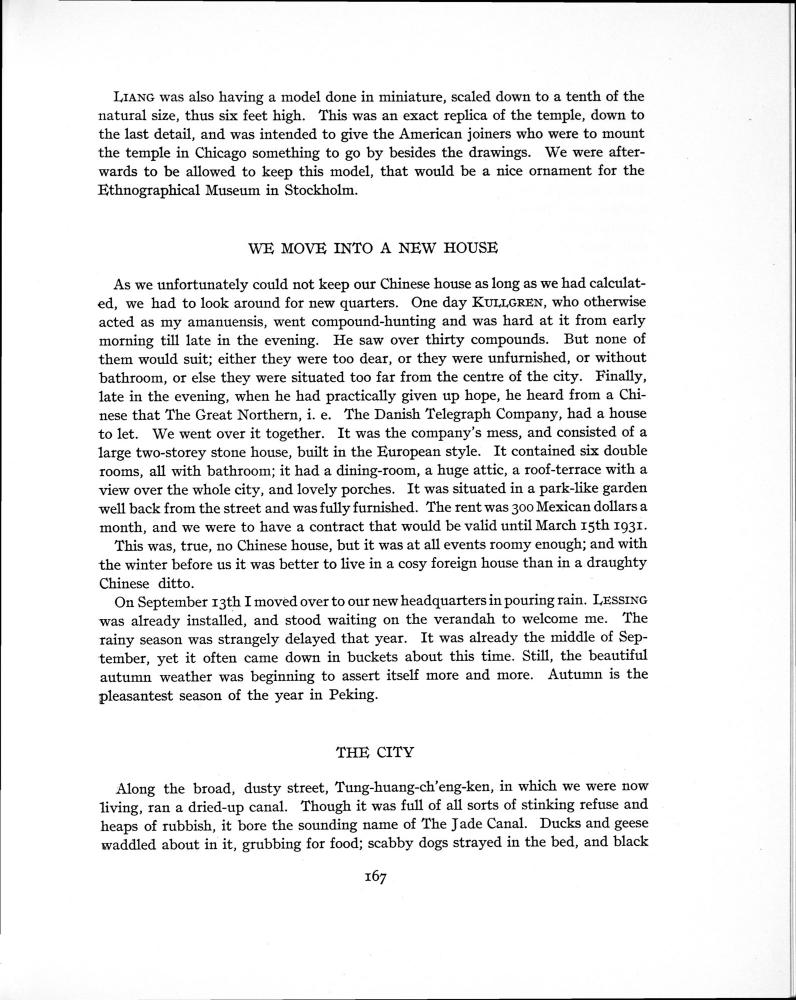 LIANG was also having a model done in miniature, scaled down to a tenth of the
natural size, thus six feet high. This was an exact replica of the temple, down to
the last detail, and was intended to give the American joiners who were to mount
the temple in Chicago something to go by besides the drawings. We were after-
wards to be allowed to keep this model, that would be a nice ornament for the
Ethnographical Museum in Stockholm.
WE MOVE INTO A NEW HOUSE
As we unfortunately could not keep our Chinese house as long as we had calculat-
ed, we had to look around for new quarters. One day KULLGREN, who otherwise
acted as my amanuensis, went compound-hunting and was hard at it from early
morning till late in the evening. He saw over thirty compounds. But none of
them would suit; either they were too dear, or they were unfurnished, or without
bathroom, or else they were situated too far from the centre of the city. Finally,
late in the evening, when he had practically given up hope, he heard from a Chi-
nese that The Great Northern, i. e. The Danish Telegraph Company, had a house
to let. We went over it together. It was the company's mess, and consisted of a
large two-storey stone house, built in the European style. It contained six double
rooms, all with bathroom; it had a dining-room, a huge attic, a roof-terrace with a
view over the whole city, and lovely porches. It was situated in a park-like garden
well back from the street and was fully furnished. The rent was 300 Mexican dollars a
month, and we were to have a contract that would be valid until March 15th 1931.
This was, true, no Chinese house, but it was at all events roomy enough; and with
the winter before us it was better to live in a cosy foreign house than in a draughty
Chinese ditto.
On September 13th I moved over to our new headquarters in pouring rain. LESSING
was already installed, and stood waiting on the verandah to welcome me. The
rainy season was strangely delayed that year. It was already the middle of Sep-
tember, yet it often came down in buckets about this time. Still, the beautiful
autumn weather was beginning to assert itself more and more. Autumn is the
pleasantest season of the year in Peking.
THE CITY
Along the broad, dusty street, Tung-huang-ch'eng-ken, in which we were now
living, ran a dried-up canal. Though it was full of all sorts of stinking refuse and
heaps of rubbish, it bore the sounding name of The Jade Canal. Ducks and geese
waddled about in it, grubbing for food; scabby dogs strayed in the bed, and black
167